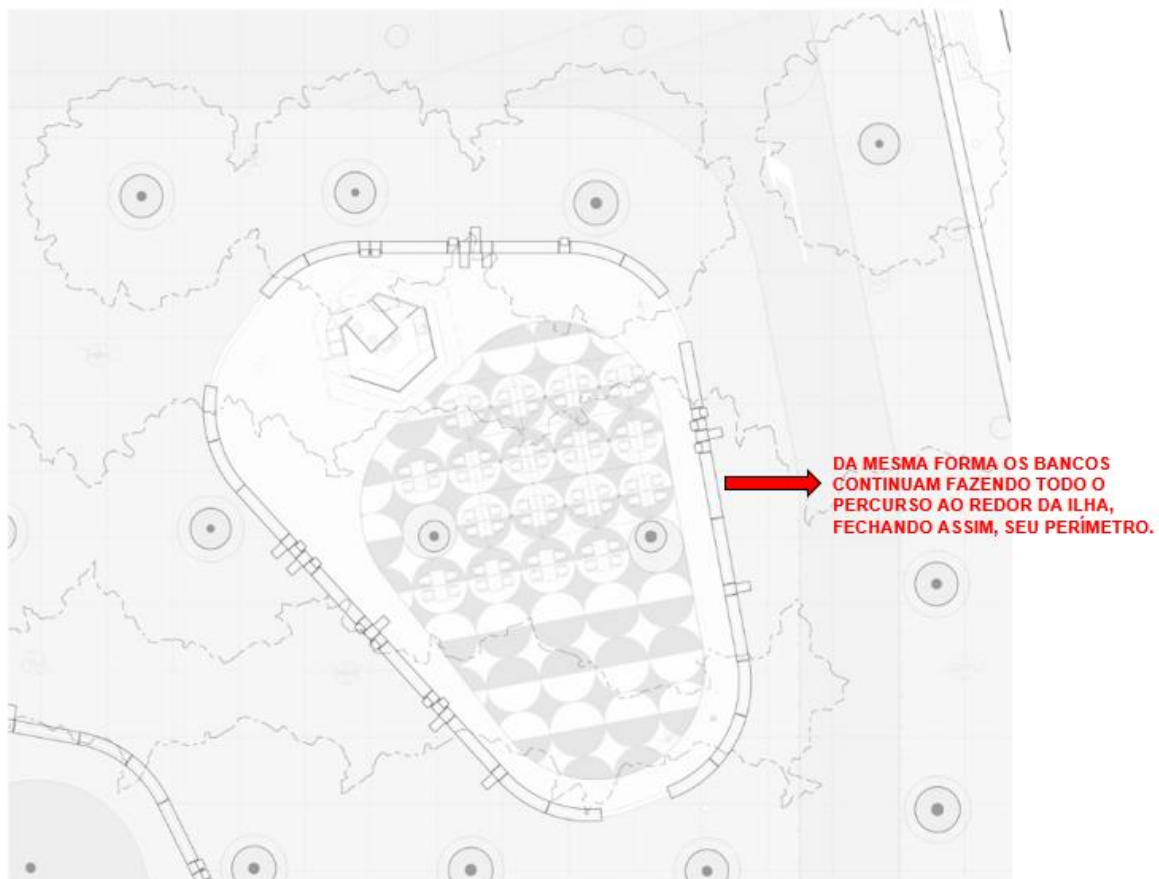 DA MESMA FORMA OS BANCOS
CONTINUAM FAZENDO TODO O
PERCURSO AO REDOR DA ILHA,
FECHANDO ASSIM, SEU PERÍMETRO.